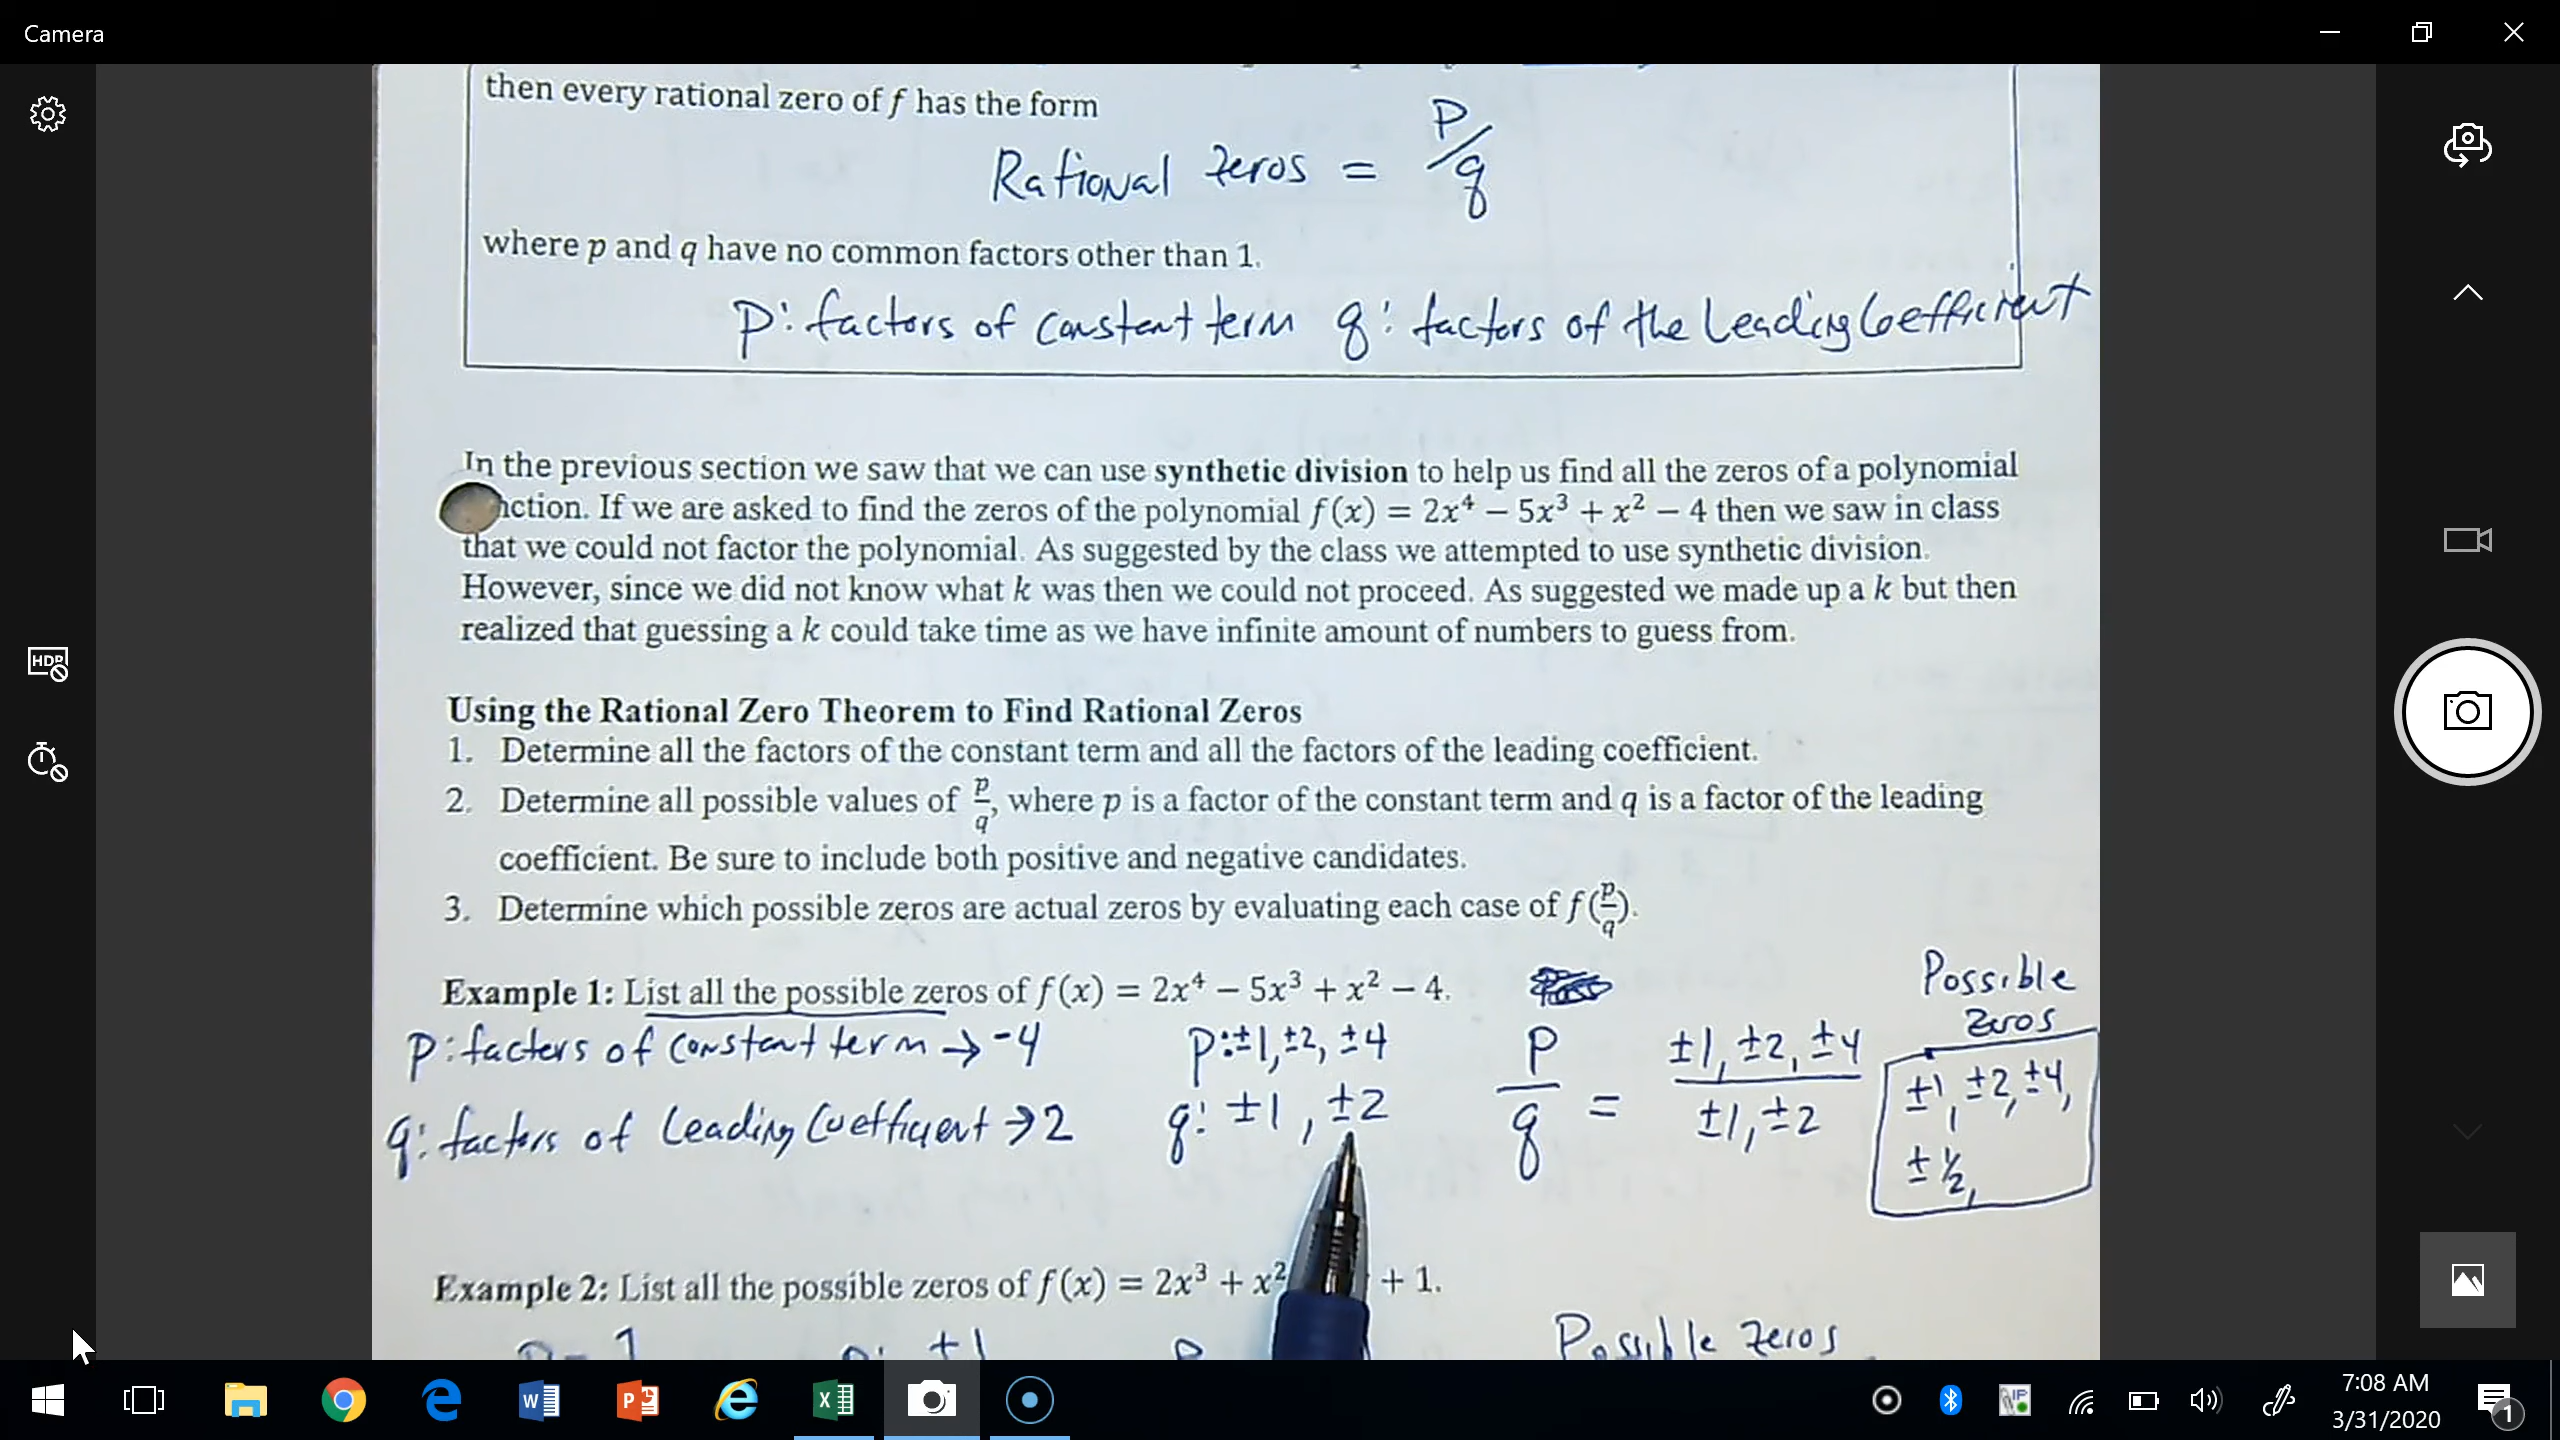 Camera
then every rational zero of f has the form
Rational zeros = p/q
where p and q have no common factors other than 1.
p: factors of constant term q: factors of the Leading Coefficient
In the previous section we saw that we can use synthetic division to help us find all the zeros of a polynomial
nction. If we are asked to find the zeros of the polynomial f(x) = 2x⁴ − 5x³ + x² − 4 then we saw in class
that we could not factor the polynomial. As suggested by the class we attempted to use synthetic division.
However, since we did not know what k was then we could not proceed. As suggested we made up a k but then
realized that guessing a k could take time as we have infinite amount of numbers to guess from.
Using the Rational Zero Theorem to Find Rational Zeros
1. Determine all the factors of the constant term and all the factors of the leading coefficient.
2. Determine all possible values of p/q, where p is a factor of the constant term and q is a factor of the leading
coefficient. Be sure to include both positive and negative candidates.
3. Determine which possible zeros are actual zeros by evaluating each case of f(p/q).
Example 1: List all the possible zeros of f(x) = 2x⁴ − 5x³ + x² − 4.
Possible
Zeros
p: factors of constant term → -4 p: ±1, ±2, ±4 p/q = ±1, ±2, ±4 / ±1, ±2
q: factors of Leading Coefficient → 2 q: ±1, ±2
±1, ±2, ±4,
± 1/2,
Example 2: List all the possible zeros of f(x) = 2x³ + x² + 1.
Possible zeros
HDR
7:08 AM
3/31/2020
1